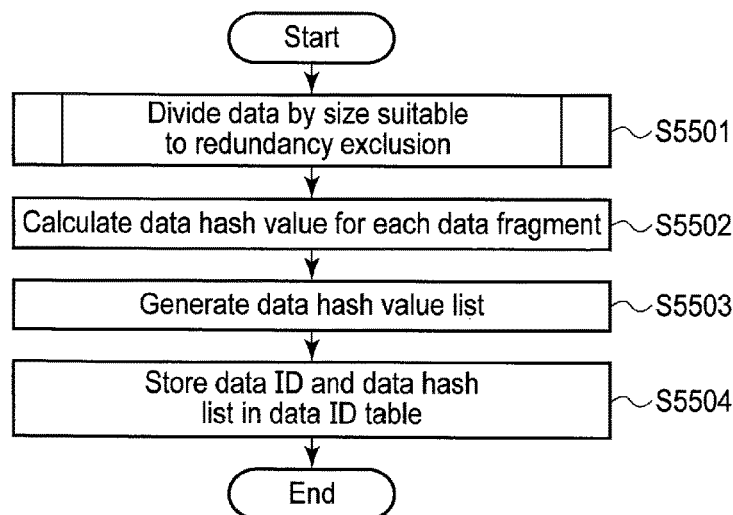 Start
Divide data by size suitable
to redundancy exclusion
S5501
Calculate data hash value for each data fragment
S5502
Generate data hash value list
S5503
Store data ID and data hash
list in data ID table
S5504
End